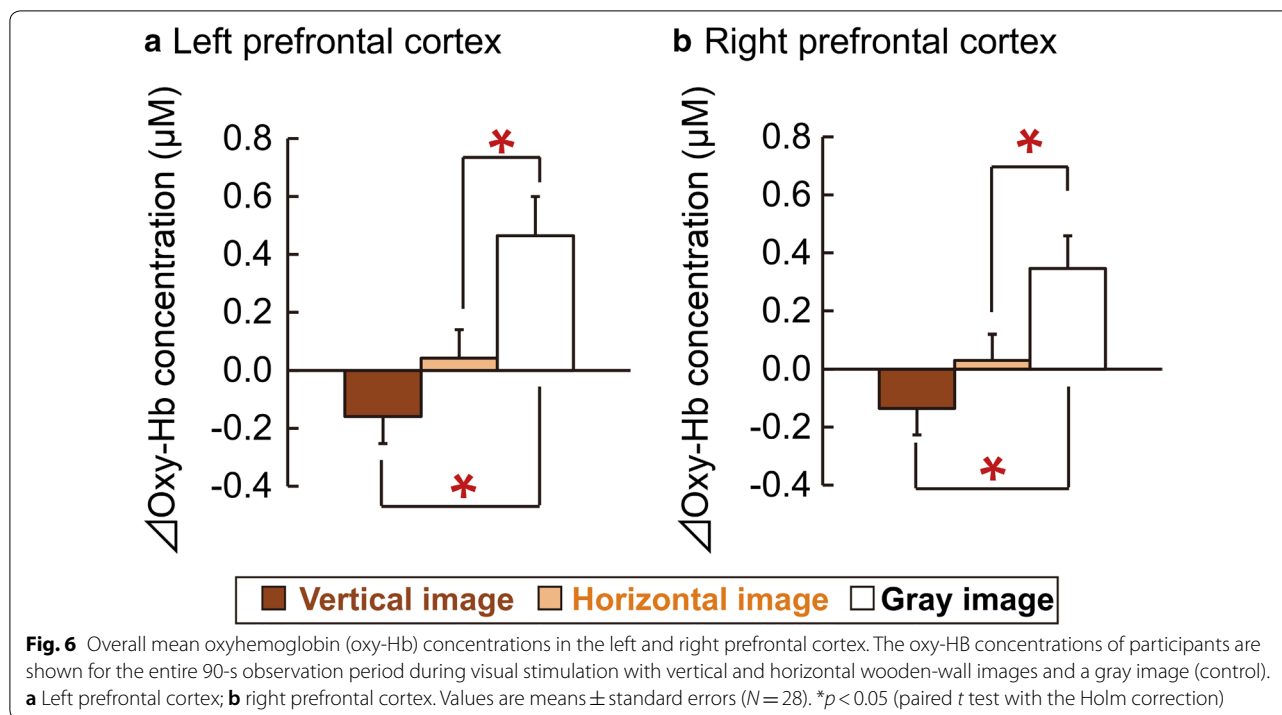 a Left prefrontal cortex
b Right prefrontal cortex
⊿Oxy-Hb concentration (µM)
0.8
0.6
0.4
0.2
0.0
-0.2
-0.4
*
*
⊿Oxy-Hb concentration (µM)
0.8
0.6
0.4
0.2
0.0
-0.2
-0.4
*
*
Vertical image Horizontal image Gray image
Fig. 6 Overall mean oxyhemoglobin (oxy-Hb) concentrations in the left and right prefrontal cortex. The oxy-HB concentrations of participants are
shown for the entire 90-s observation period during visual stimulation with vertical and horizontal wooden-wall images and a gray image (control).
a Left prefrontal cortex; b right prefrontal cortex. Values are means ± standard errors (N = 28). *p < 0.05 (paired t test with the Holm correction)